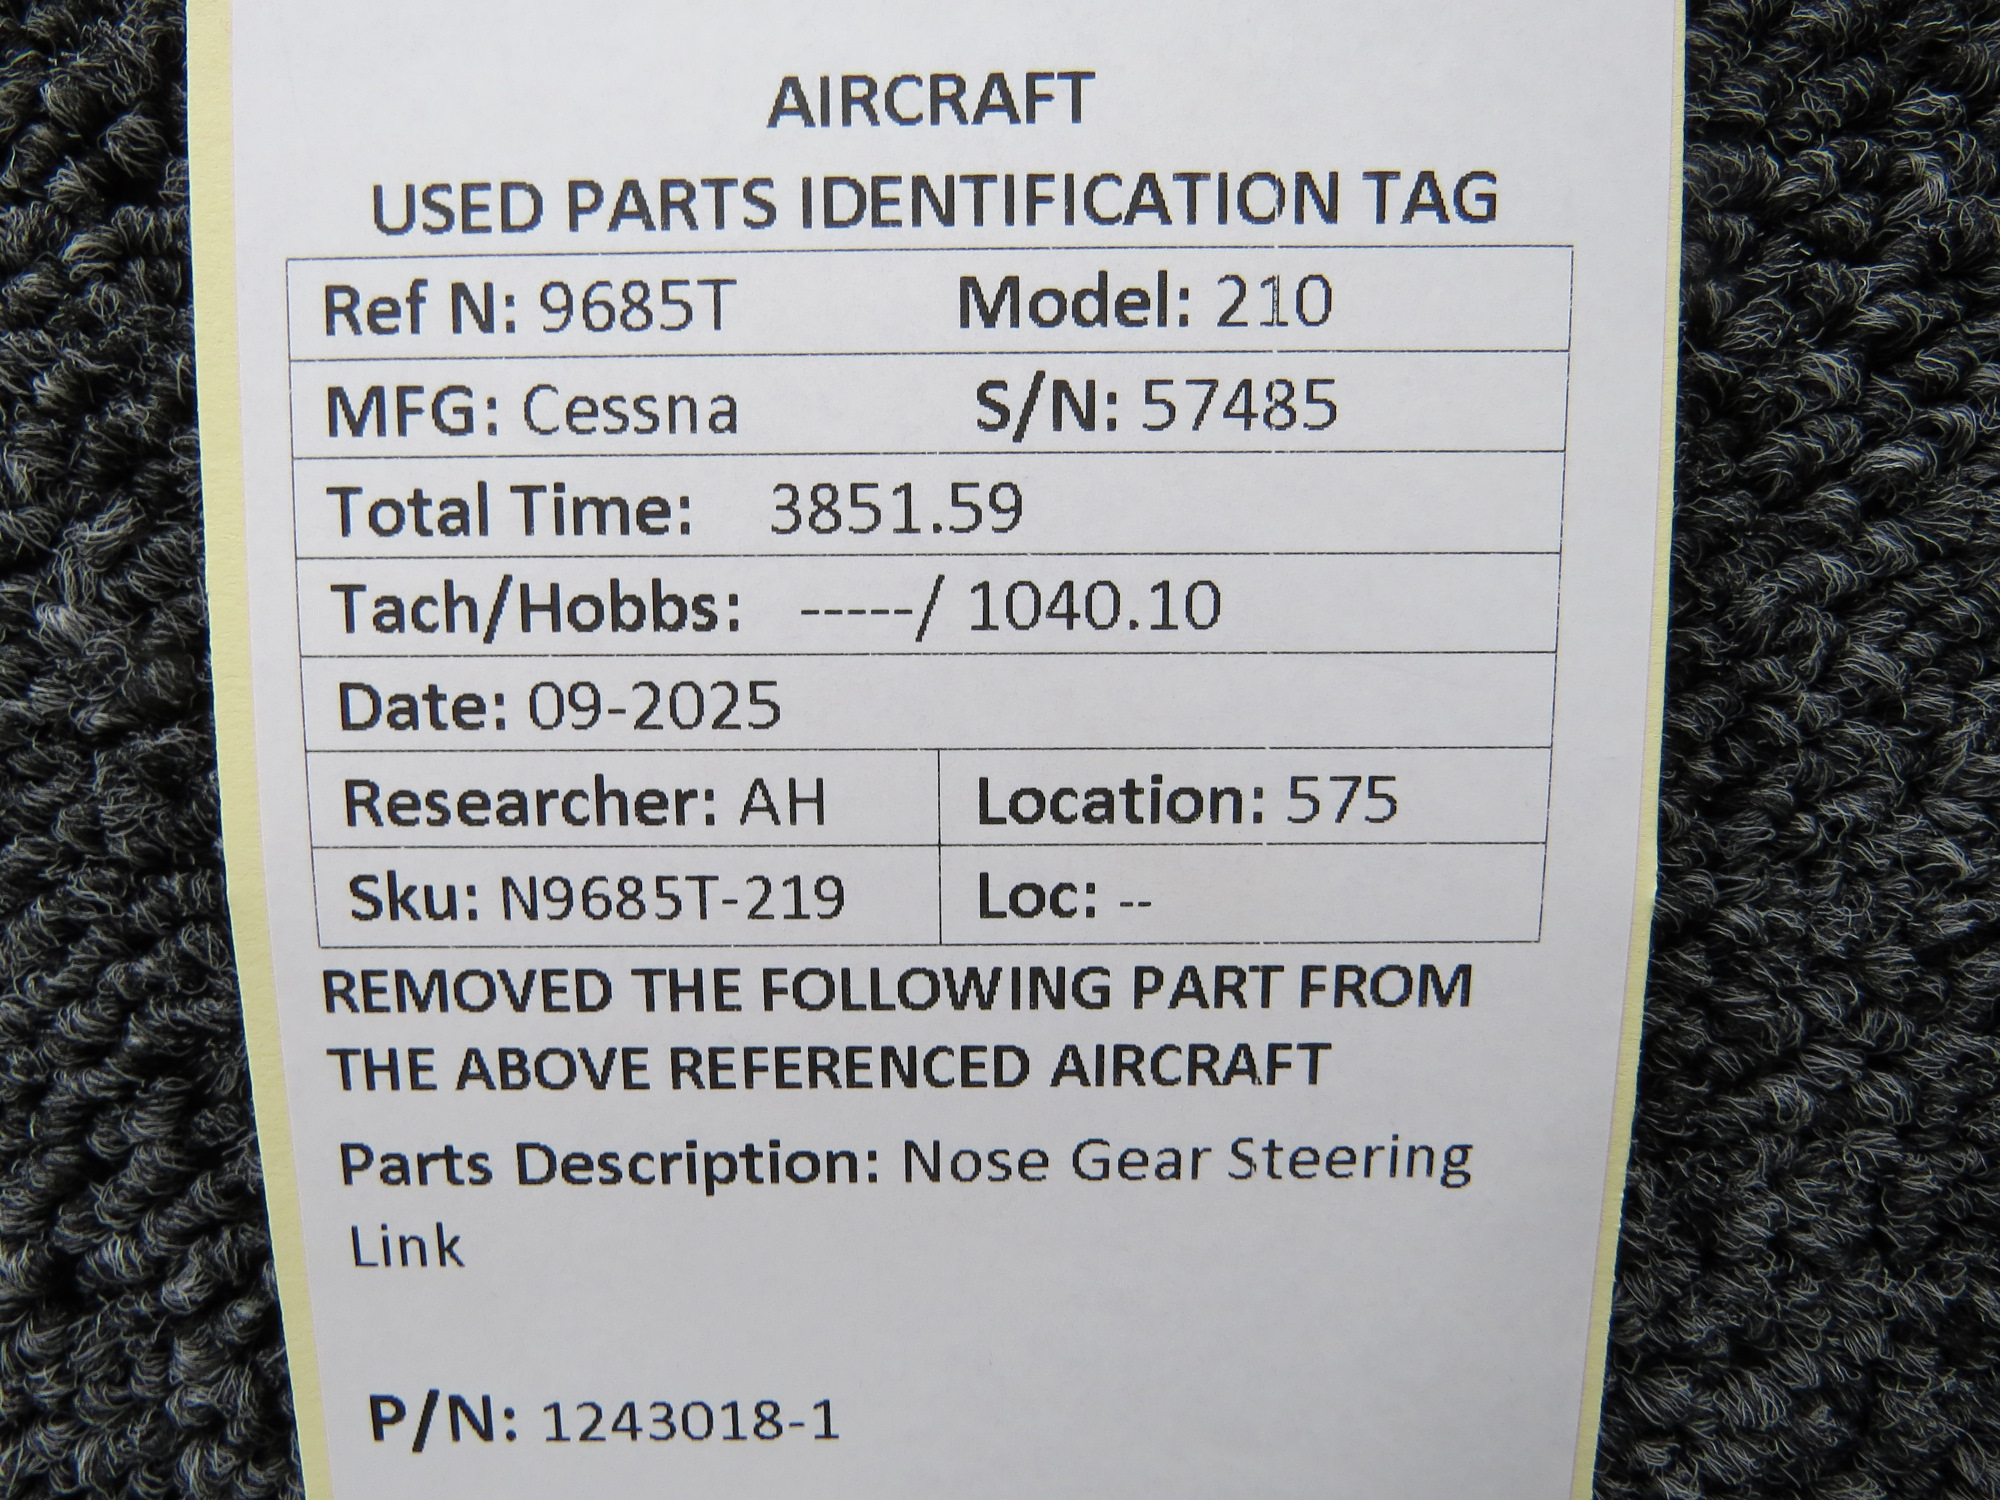 AIRCRAFT
USED PARTS IDENTIFICATION TAG
Ref N: 9685T Model: 210
MFG: Cessna S/N: 57485
Total Time: 3851.59
Tach/Hobbs: -----/ 1040.10
Date: 09-2025
Researcher: AH Location: 575
Sku: N9685T-219 Loc: --
REMOVED THE FOLLOWING PART FROM
THE ABOVE REFERENCED AIRCRAFT
Parts Description: Nose Gear Steering
Link
P/N: 1243018-1